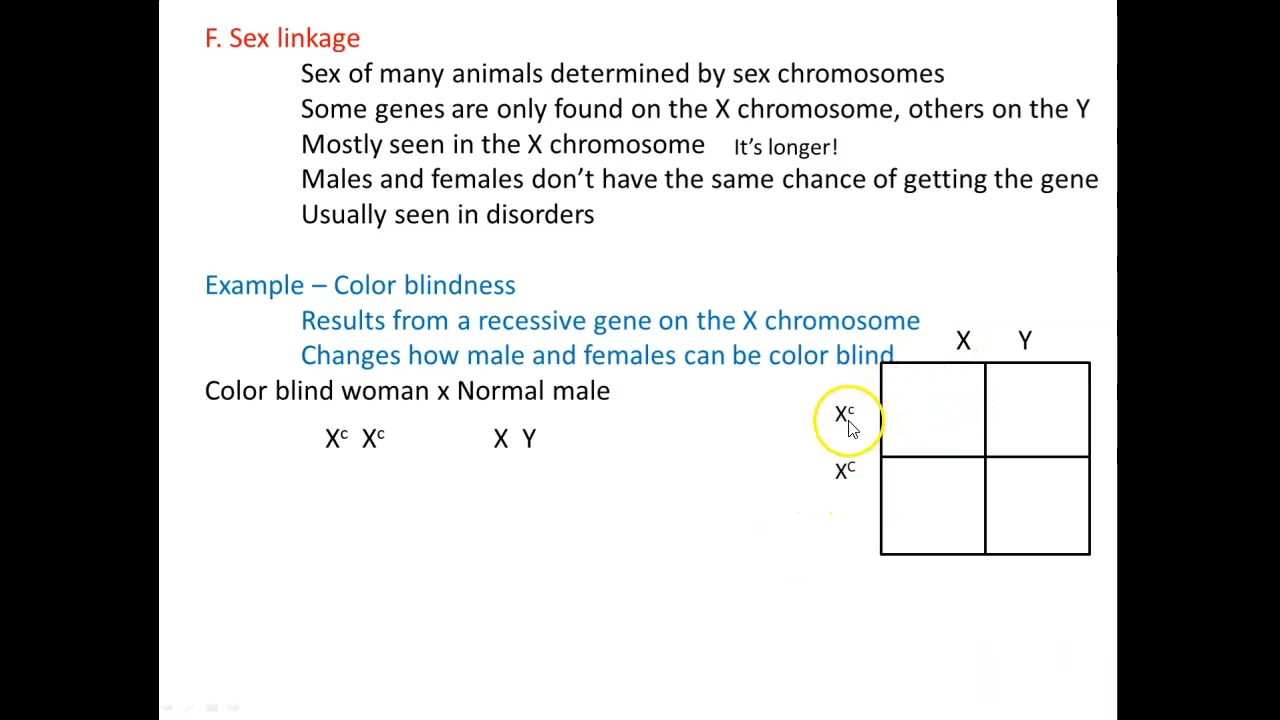 F. Sex linkage
Sex of many animals determined by sex chromosomes
Some genes are only found on the X chromosome, others on the Y
Mostly seen in the X chromosome It's longer!
Males and females don't have the same chance of getting the gene
Usually seen in disorders
Example – Color blindness
Results from a recessive gene on the X chromosome
Changes how male and females can be color blind
Color blind woman x Normal male
Xᶜ Xᶜ X Y
X Y
Xᶜ
X^C